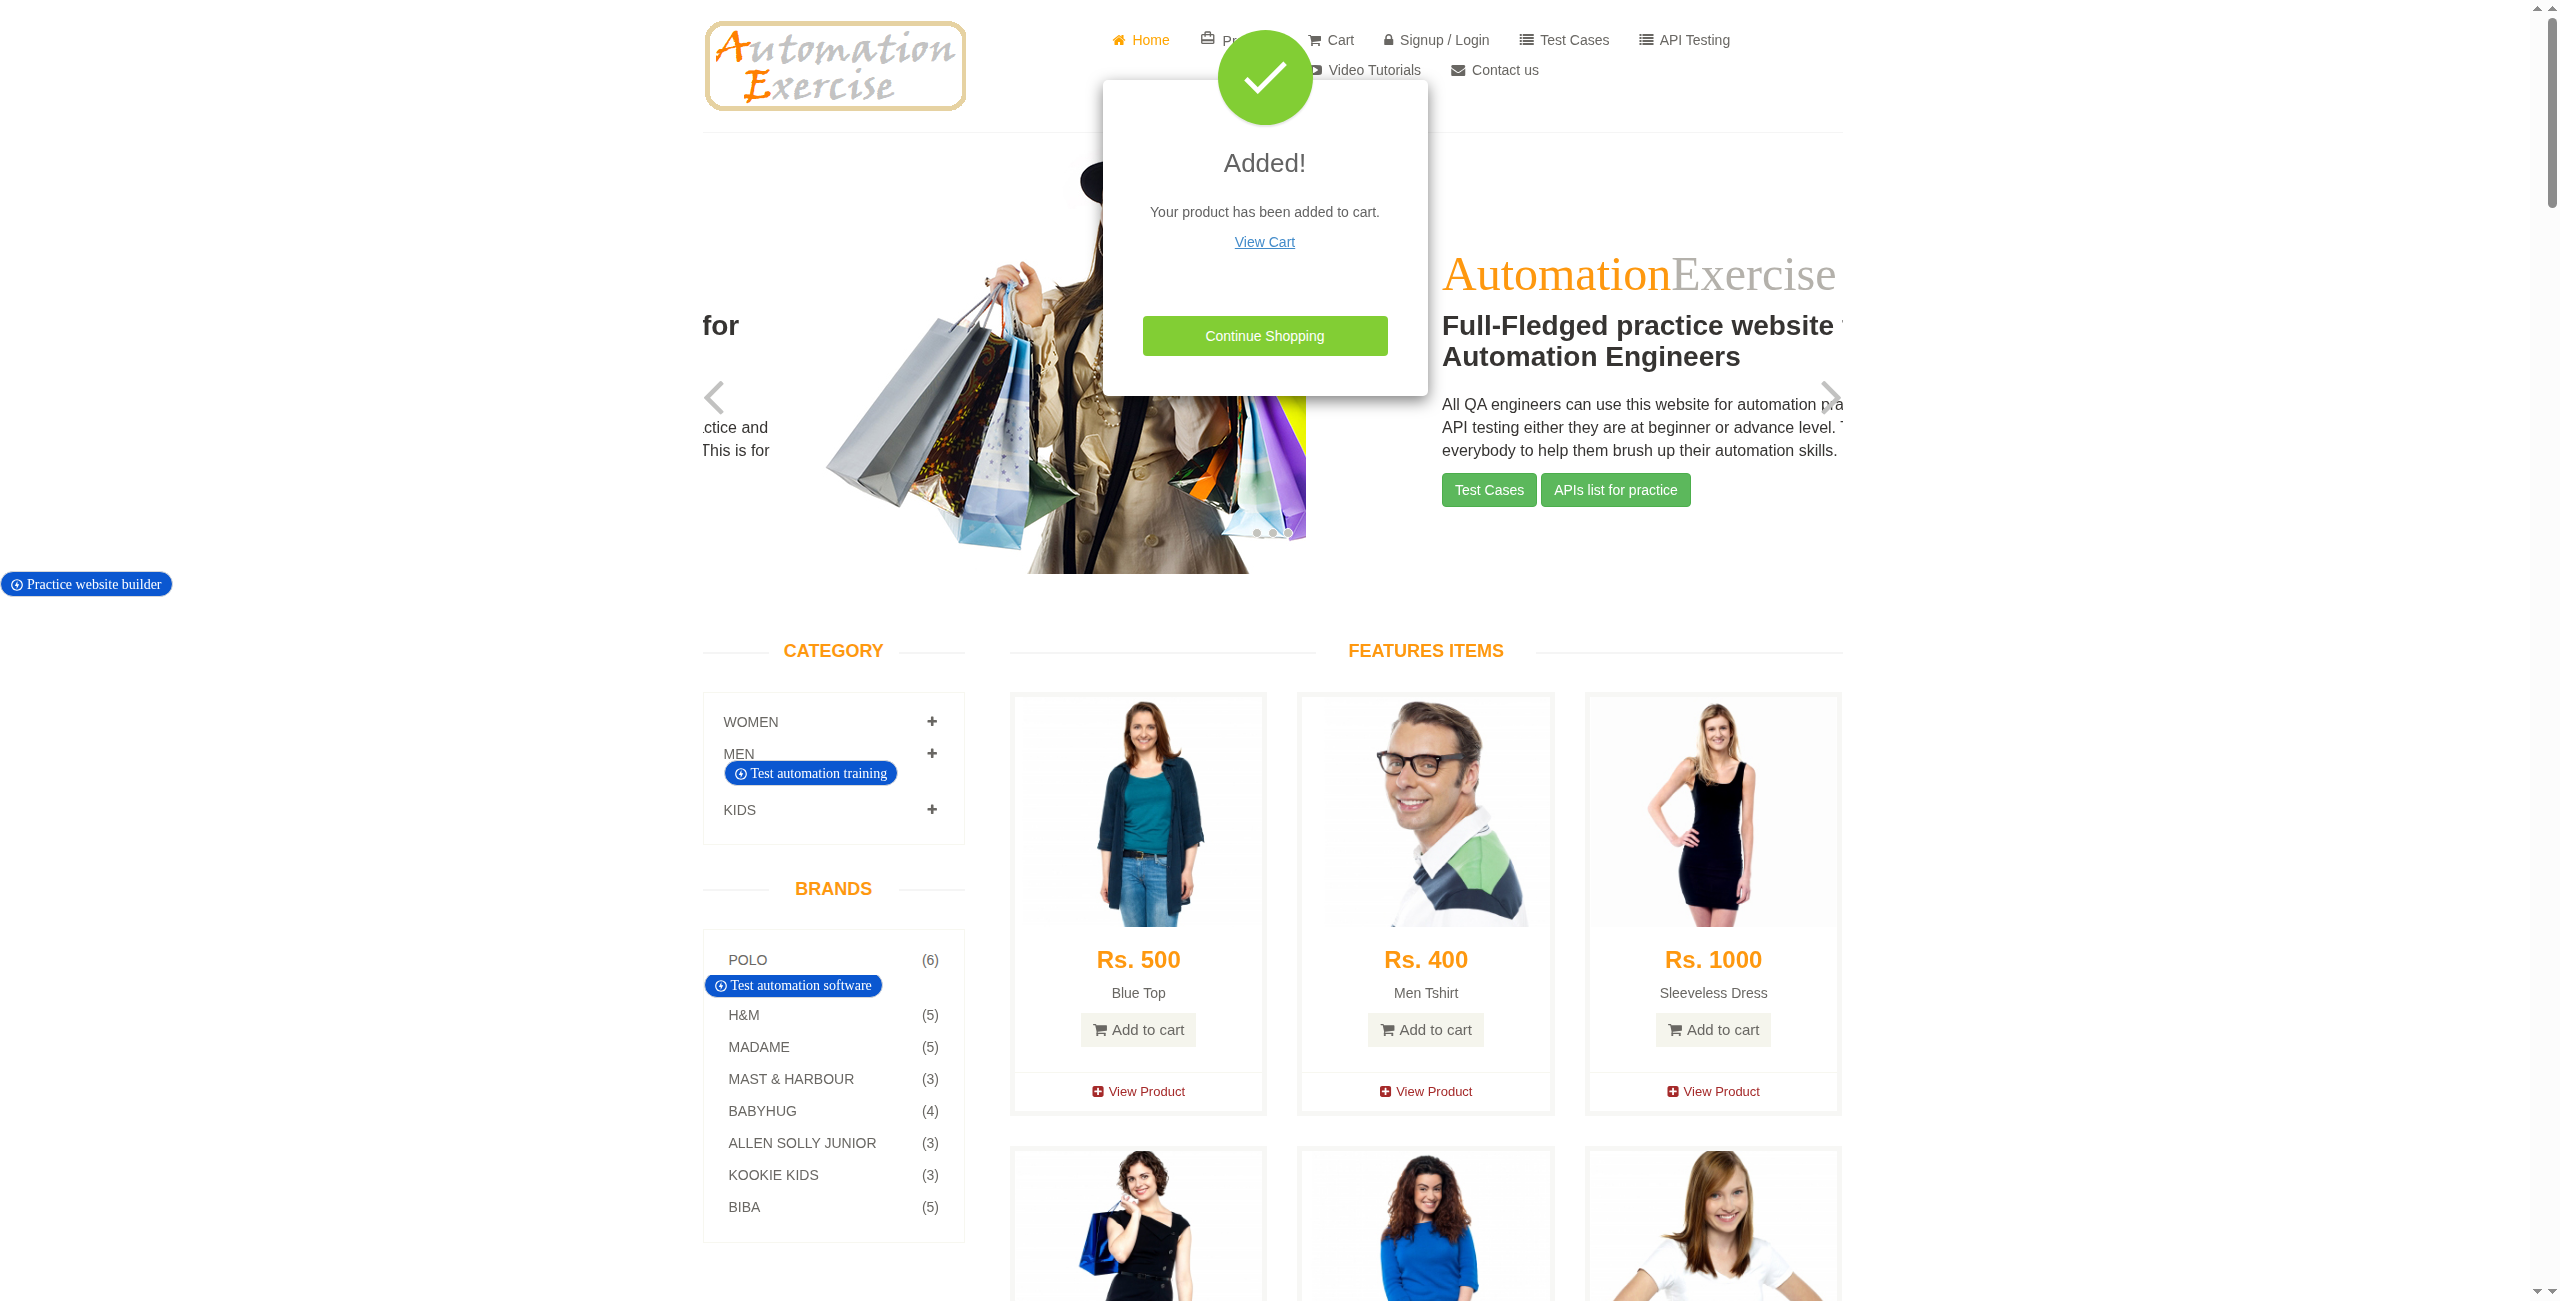 Automation
Exercise
Home
Cart
Signup / Login
Test Cases
API Testing
Video Tutorials
Contact us
Added!
Your product has been added to cart.
View Cart
Continue Shopping
for
ctice and
This is for
AutomationExercise
Full-Fledged practice website
Automation Engineers
All QA engineers can use this website for automation pra
API testing either they are at beginner or advance level.
everybody to help them brush up their automation skills.
Test Cases
APIs list for practice
Practice website builder
CATEGORY
WOMEN
MEN
Test automation training
KIDS
BRANDS
POLO (6)
Test automation software
H&M (5)
MADAME (5)
MAST & HARBOUR (3)
BABYHUG (4)
ALLEN SOLLY JUNIOR (3)
KOOKIE KIDS (3)
BIBA (5)
FEATURES ITEMS
Rs. 500
Blue Top
Add to cart
View Product
Rs. 400
Men Tshirt
Add to cart
View Product
Rs. 1000
Sleeveless Dress
Add to cart
View Product